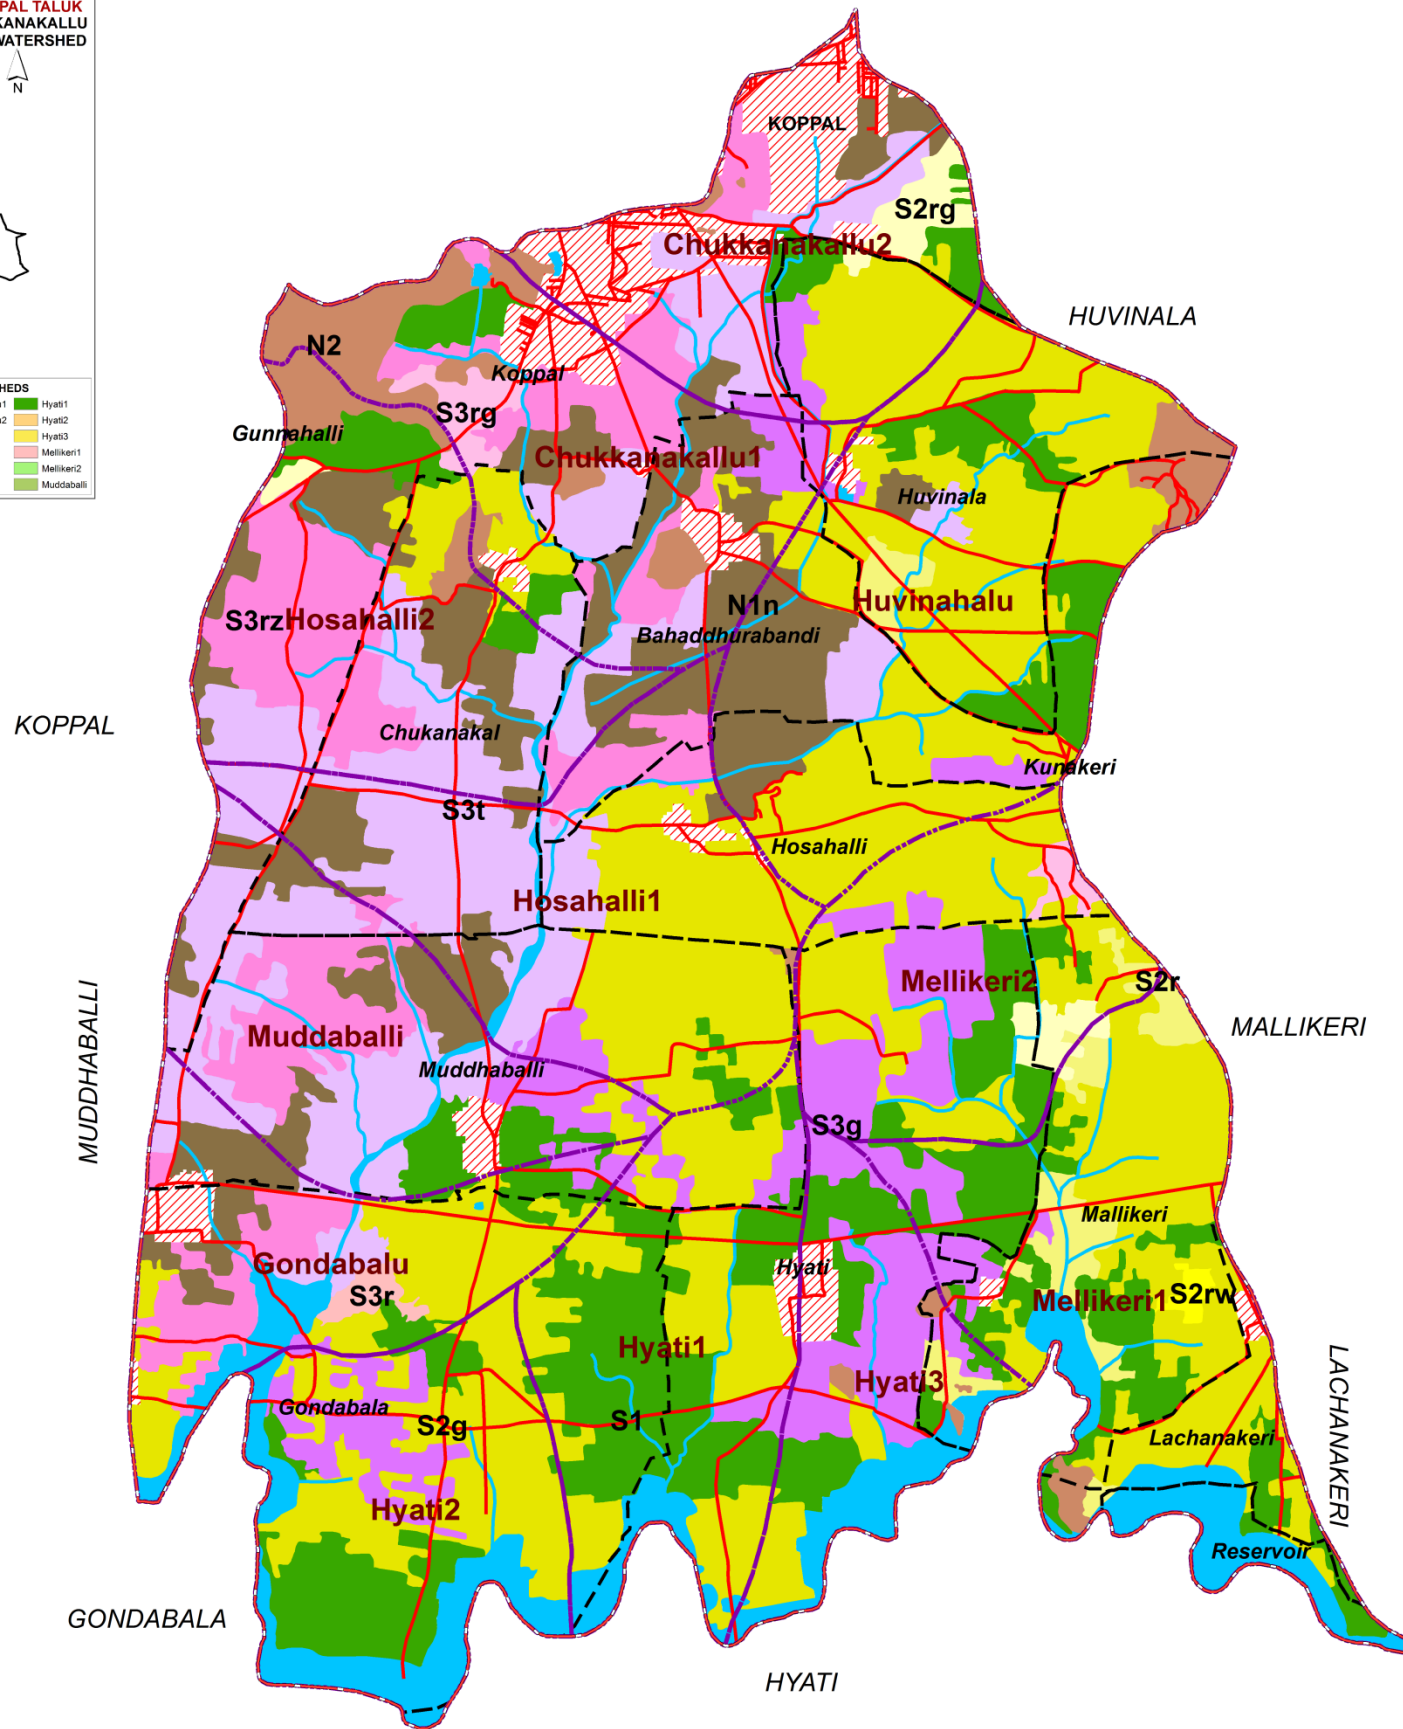 PAL TALUK
KANAKALLU
WATERSHED
N
KOPPAL
S2rg
Chukkanakallu2
HUVINALA
N2
Koppal
HEDS
Hyati1
Hyati2
Hyati3
Mellikeri1
Mellikeri2
Muddaballi
S3rg
Gunnahalli
Chukkanakallu1
Huvinala
N1n
Huvinahalu
S3rz
Hosahalli2
Bahaddhurabandi
KOPPAL
Chukanakal
Kunakeri
S3t
Hosahalli
Hosahalli1
Mellikeri2
S2r
MUDDHABALLI
Muddaballi
MALLIKERI
Muddhaballi
S3g
Mallikeri
Gondabalu
Hyati
S3r
Mellikeri1
S2rw
Hyati1
Hyati3
LACHANAKERI
Gondabala
S2g
S1
Lachanakeri
Hyati2
Reservoir
GONDABALA
HYATI